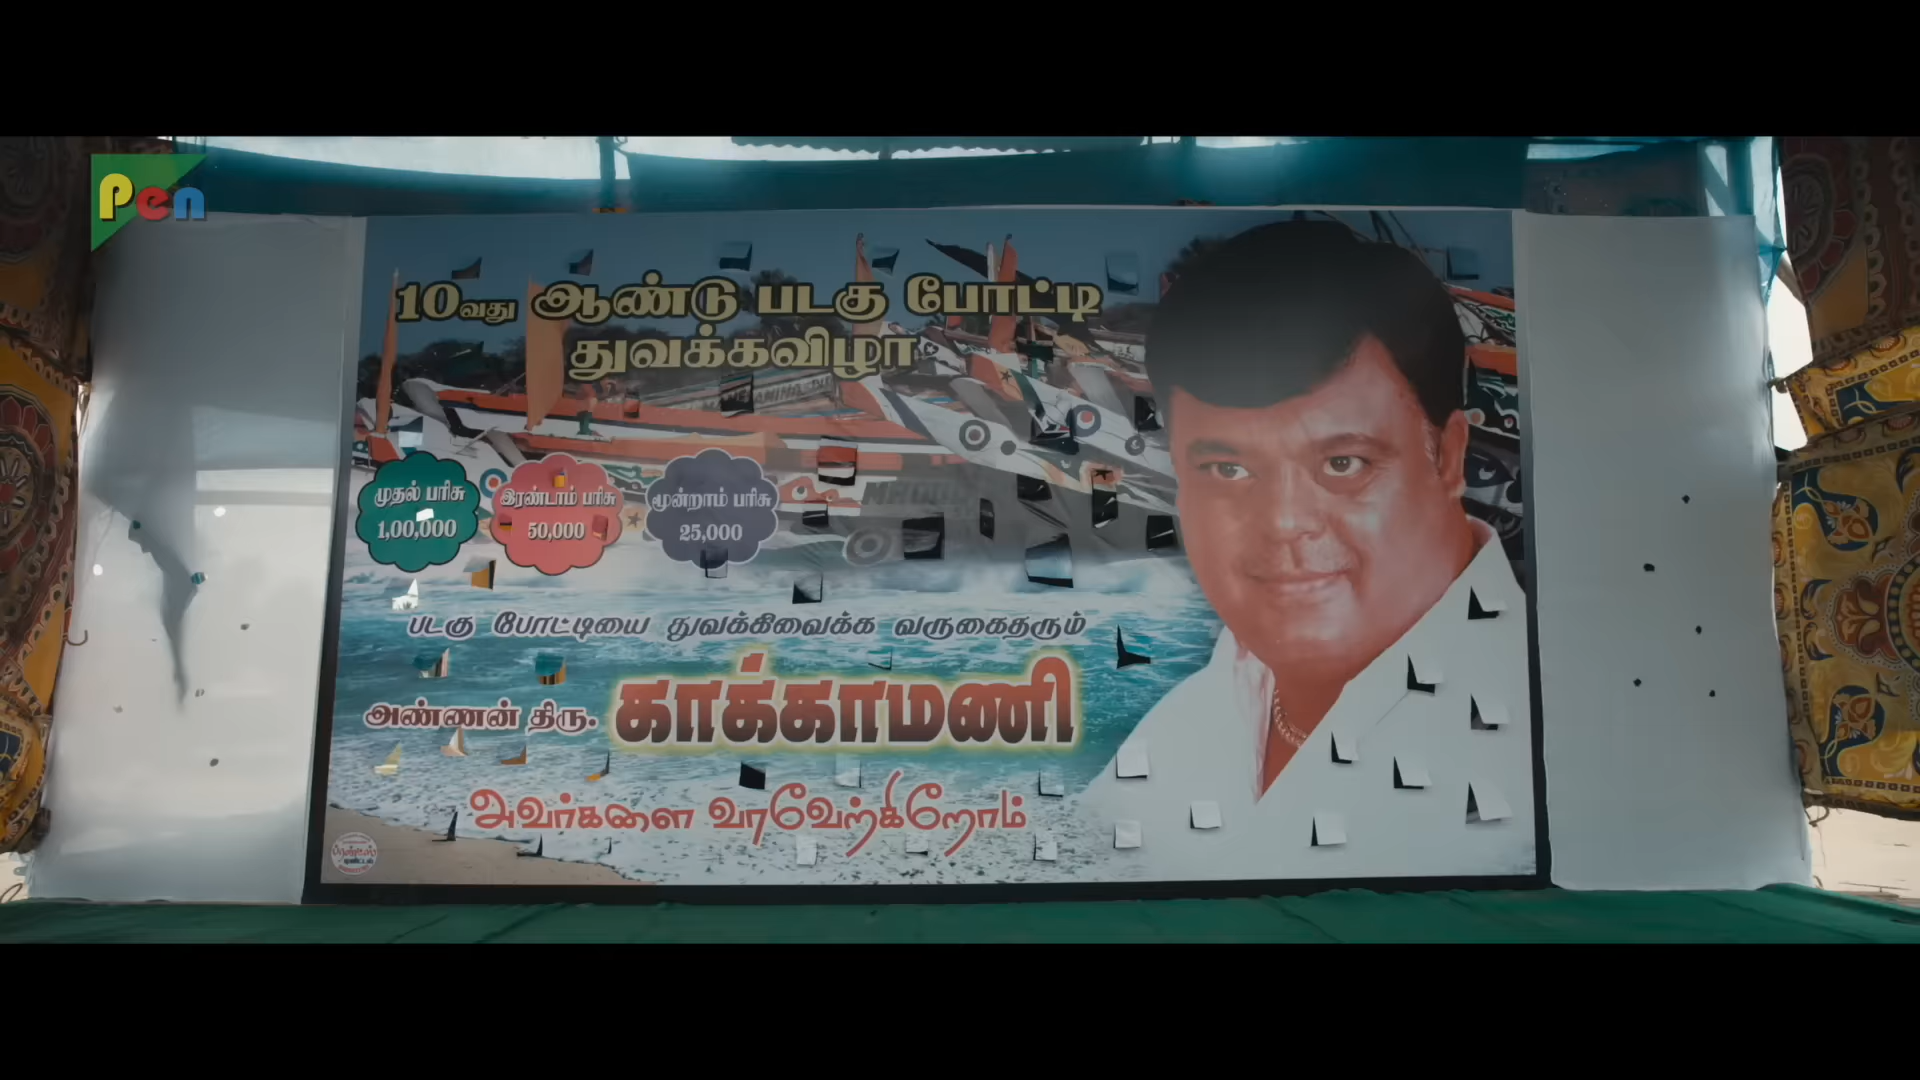 Pen
10வது ஆண்டு படகு போட்டி
துவக்கவிழா
முதல் பரிசு
1,00,000
இரண்டாம் பரிசு
50,000
மூன்றாம் பரிசு
25,000
படகு போட்டியை துவக்கிவைக்க வருகைதரும்
அண்ணன் திரு. காக்காமணி
அவர்களை வரவேற்கிறோம்